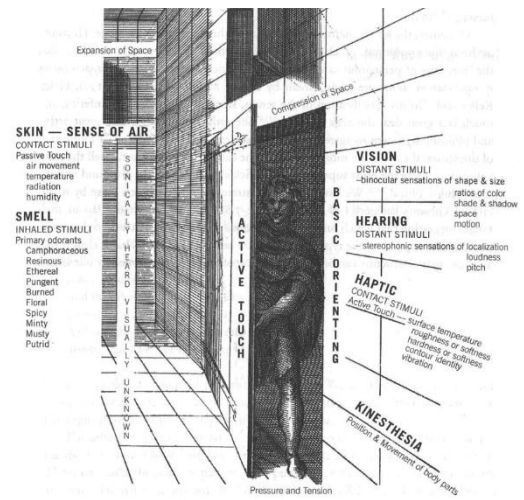 Expansion of Space
Compression of Space
SKIN — SENSE OF AIR
CONTACT STIMULI
Passive Touch
air movement
temperature
radiation
humidity
SMELL
INHALED STIMULI
Primary odorants
Camphoraceous
Resinous
Ethereal
Pungent
Burned
Floral
Spicy
Minty
Musty
Putrid
SONICALLY HEARD VISUALLY UNKNOWN
ACTIVE TOUCH
BASIC ORIENTING
VISION
DISTANT STIMULI
–binocular sensations of shape & size
ratios of color
shade & shadow
space
motion
HEARING
DISTANT STIMULI
– stereophonic sensations of localization
loudness
pitch
HAPTIC
CONTACT STIMULI
Active Touch — surface temperature
roughness or softness
hardness or softness
contour identity
vibration
KINESTHESIA
Position & Movement of body parts
Pressure and Tension